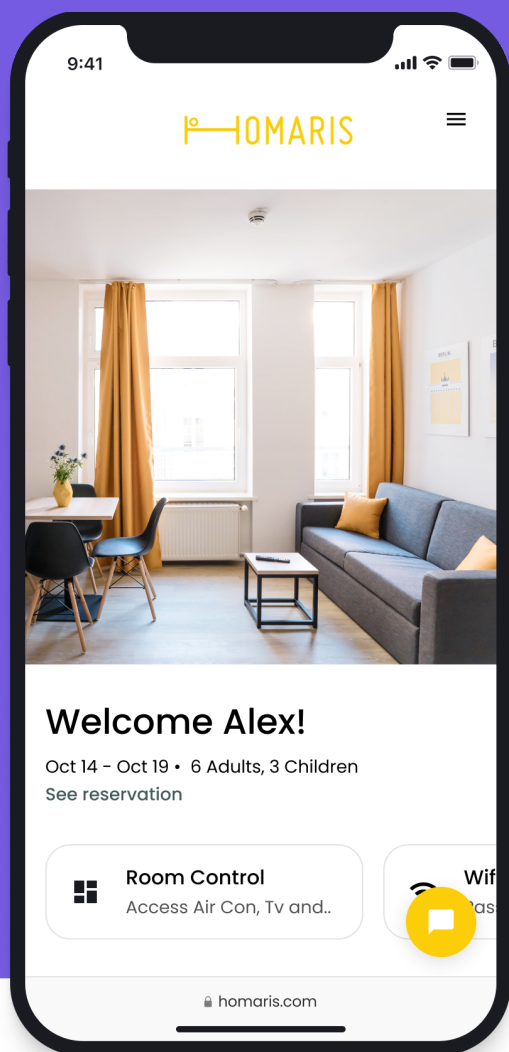 9:41
HOMARIS
Welcome Alex!
Oct 14 – Oct 19 • 6 Adults, 3 Children
See reservation
Room Control
Access Air Con, Tv and..
Wif
homaris.com